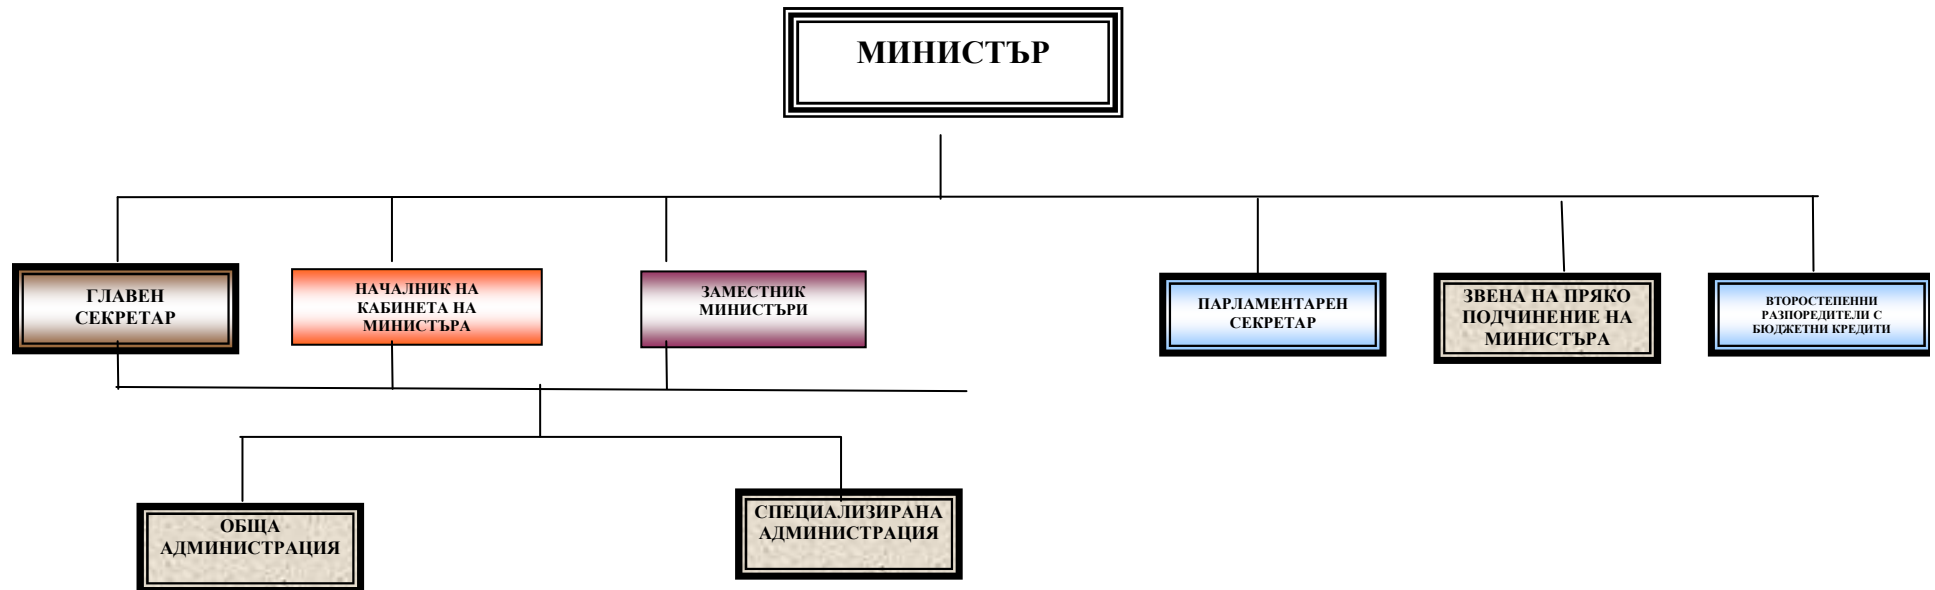 МИНИСТЪР
ГЛАВЕН
СЕКРЕТАР
НАЧАЛНИК НА
КАБИНЕТА НА
МИНИСТЪРА
ЗАМЕСТНИК
МИНИСТЪРИ
ПАРЛАМЕНТАРЕН
СЕКРЕТАР
ЗВЕНА НА ПРЯКО
ПОДЧИНЕНИЕ НА
МИНИСТЪРА
ВТОРОСТЕПЕННИ
РАЗПОРЕДИТЕЛИ С
БЮДЖЕТНИ КРЕДИТИ
ОБЩА
АДМИНИСТРАЦИЯ
СПЕЦИАЛИЗИРАНА
АДМИНИСТРАЦИЯ